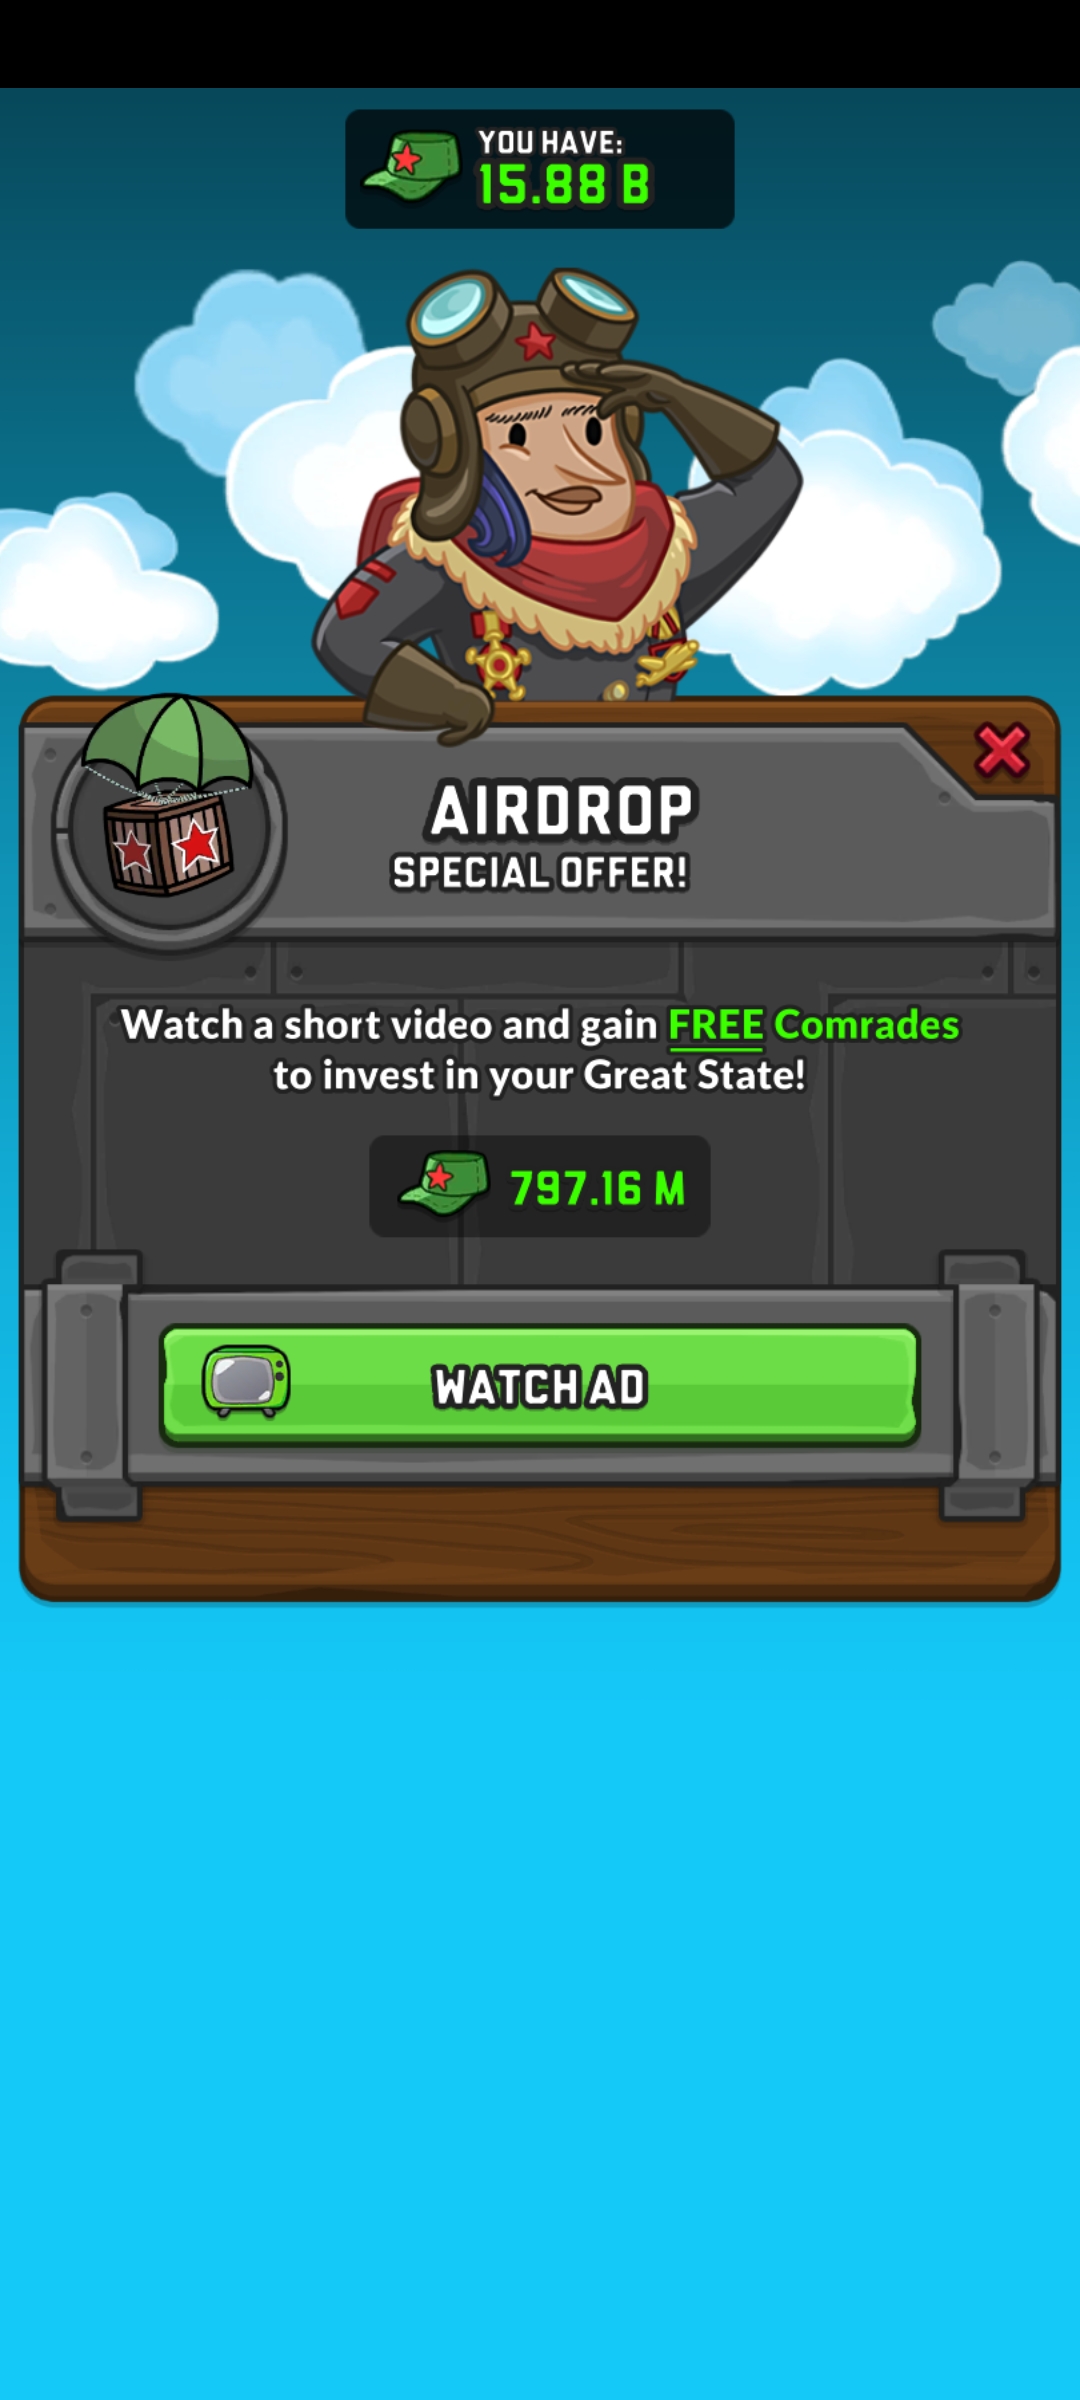 YOU HAVE:
15.88 B
AIRDROP
SPECIAL OFFER!
Watch a short video and gain FREE Comrades
to invest in your Great State!
797.16 M
WATCH AD